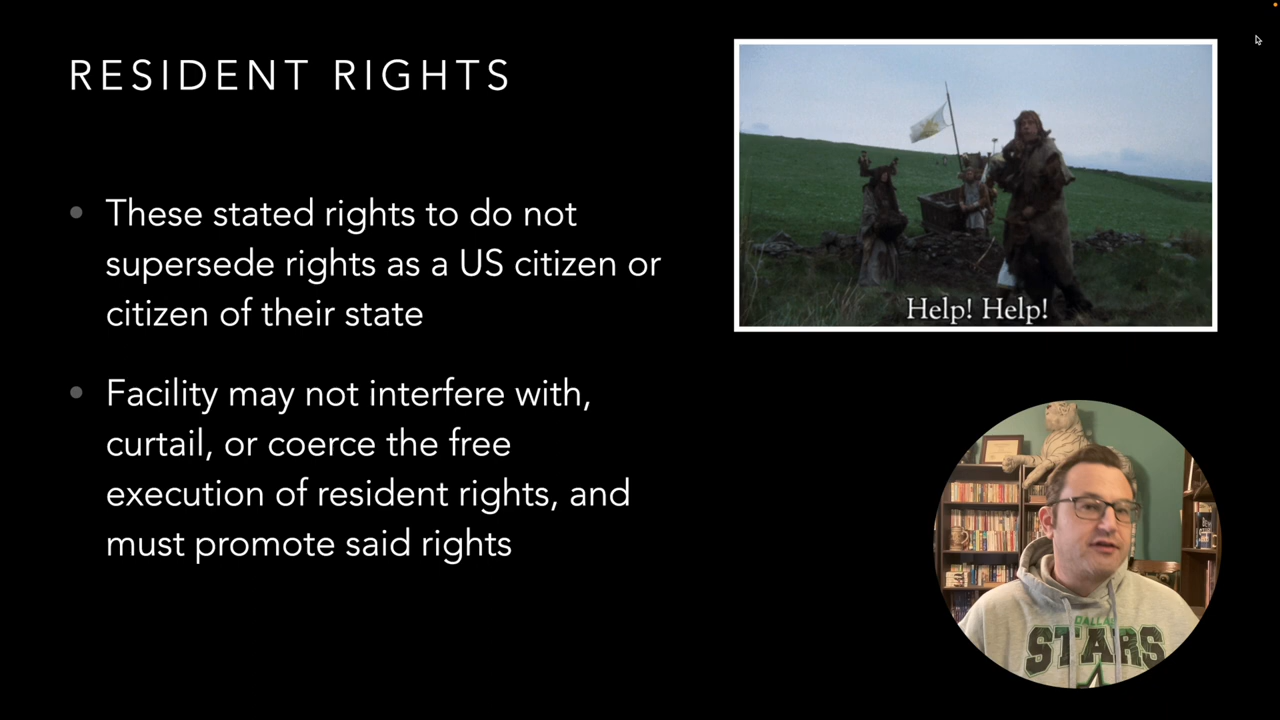 RESIDENT RIGHTS
These stated rights to do not
supersede rights as a US citizen or
citizen of their state
Facility may not interfere with,
curtail, or coerce the free
execution of resident rights, and
must promote said rights
Help! Help!
STARS